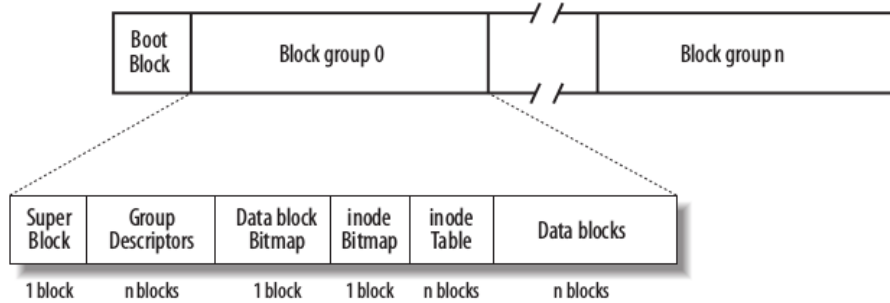 Boot
Block
Block group 0
Block group n
Super
Block
Group
Descriptors
Data block
Bitmap
inode
Bitmap
inode
Table
Data blocks
1 block
n blocks
1 block
1 block
n blocks
n blocks